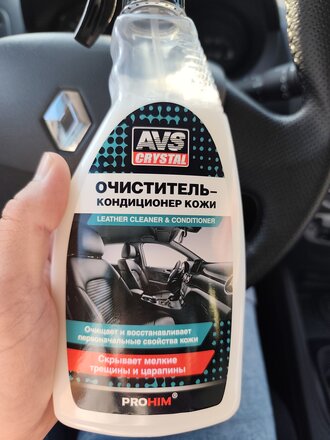 AVS
CRYSTAL
ОЧИСТИТЕЛЬ-
КОНДИЦИОНЕР КОЖИ
LEATHER CLEANER & CONDITIONER
Очищает и восстанавливает
первоначальные свойства кожи
Скрывает мелкие
трещины и царапины
PROHIM®